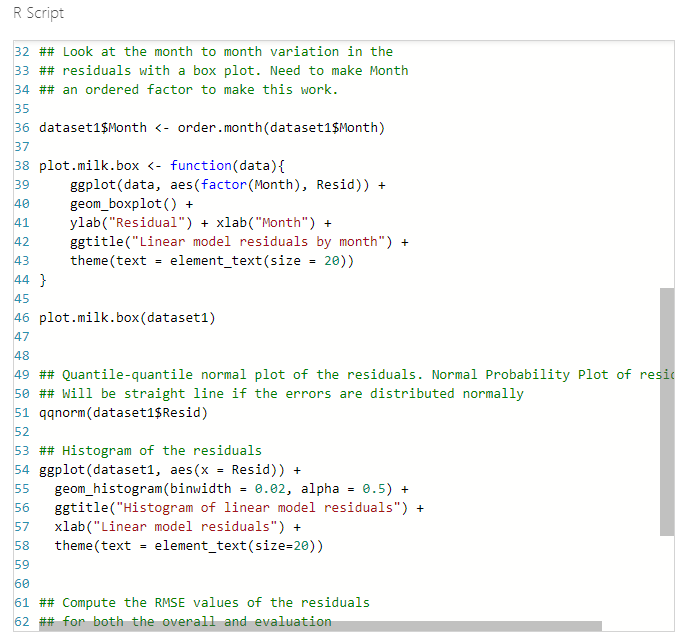 R Script
32 ## Look at the month to month variation in the
33 ## residuals with a box plot. Need to make Month
34 ## an ordered factor to make this work.
35
36 dataset1$Month <- order.month(dataset1$Month)
37
38 plot.milk.box <- function(data){
39     ggplot(data, aes(factor(Month), Resid)) +
40     geom_boxplot() +
41     ylab("Residual") + xlab("Month") +
42     ggtitle("Linear model residuals by month") +
43     theme(text = element_text(size = 20))
44 }
45
46 plot.milk.box(dataset1)
47
48
49 ## Quantile-quantile normal plot of the residuals. Normal Probability Plot of
50 ## Will be straight line if the errors are distributed normally
51 qqnorm(dataset1$Resid)
52
53 ## Histogram of the residuals
54 ggplot(dataset1, aes(x = Resid)) +
55   geom_histogram(binwidth = 0.02, alpha = 0.5) +
56   ggtitle("Histogram of linear model residuals") +
57   xlab("Linear model residuals") +
58   theme(text = element_text(size=20))
59
60
61 ## Compute the RMSE values of the residuals
62 ## for both the overall and evaluation